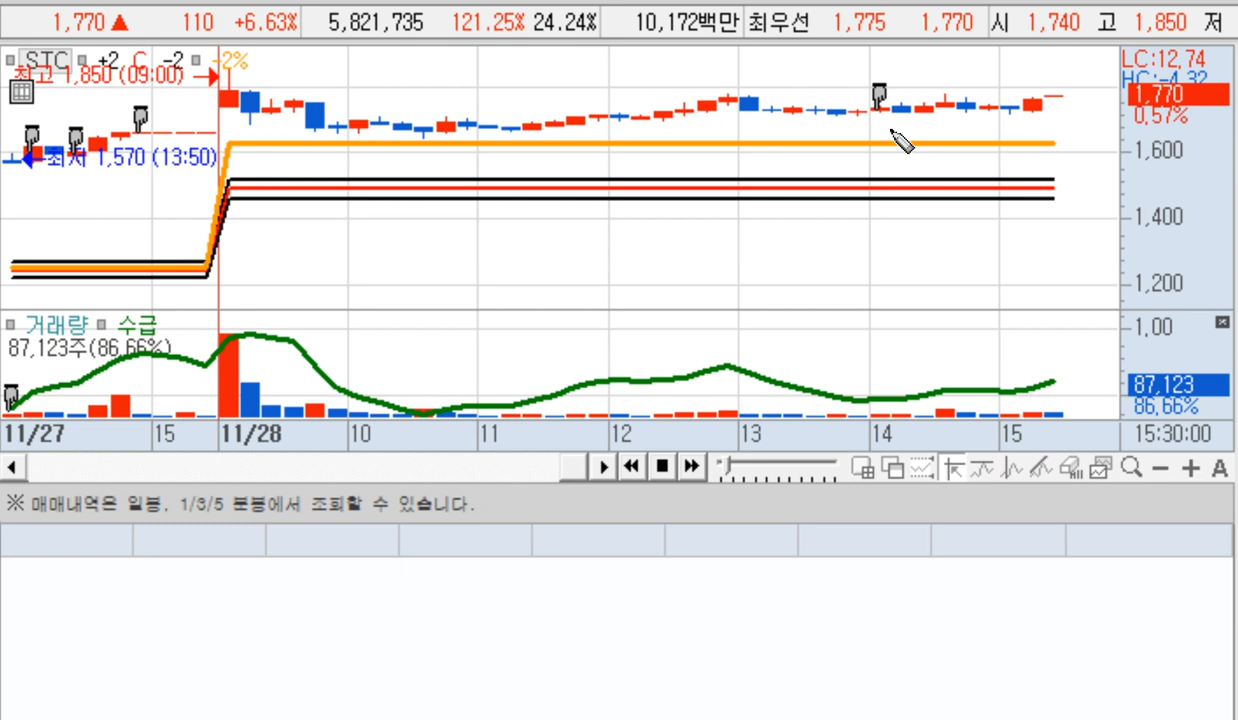 1,770 ▲ 110 +6.63% 5,821,735 121.25% 24.24% 10,172백만 최우선 1,775 1,770 시 1,740 고 1,850 저
STC +2 C -2 -2%
최고 1,850 (09:00)
최저 1,570 (13:50)
LC:12,74
HC:-4,32
1,770
0,57%
1,600
1,400
1,200
거래량 수급
87,123주(86,66%)
1,00
87,123
86,66%
11/27 15 11/28 10 11 12 13 14 15 15:30:00
All
A
※ 매매내역은 일봉, 1/3/5 분봉에서 조회할 수 있습니다.